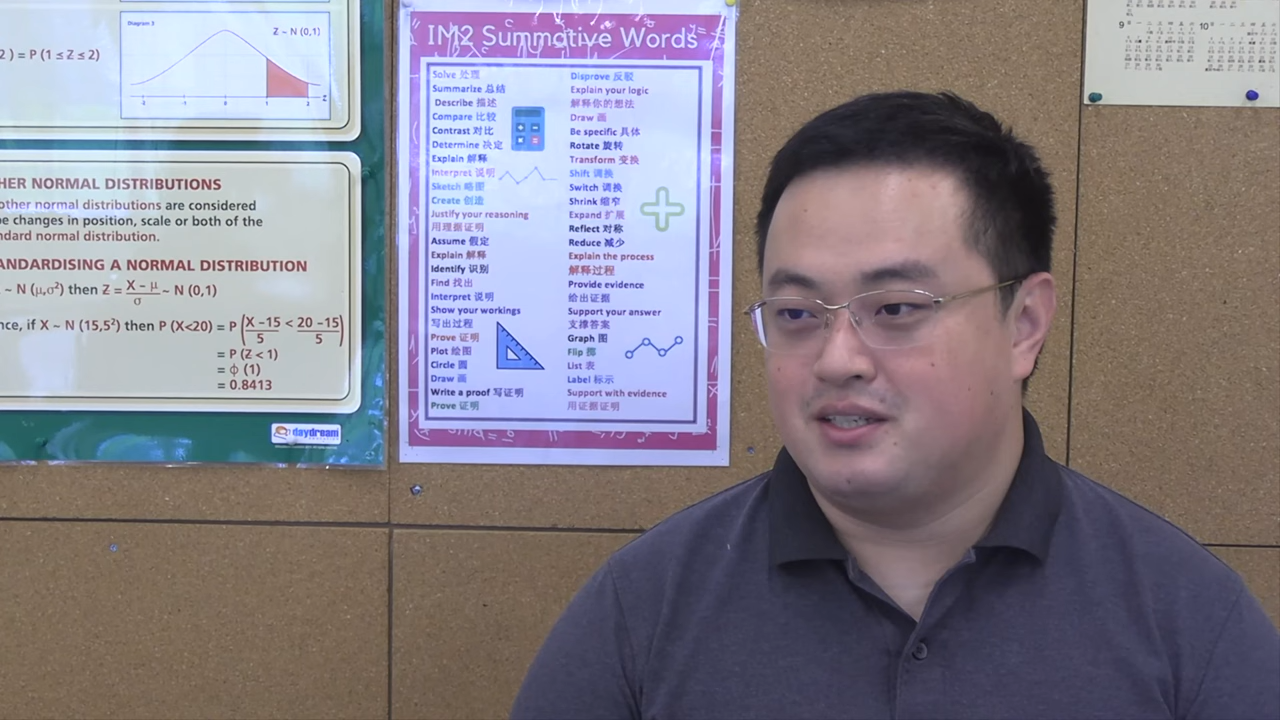 Diagram 3
Z ~ N (0,1)
2 ) = P (1 ≤ Z ≤ 2)
-2 -1 0 1 2 Z
HER NORMAL DISTRIBUTIONS
other normal distributions are considered
e changes in position, scale or both of the
ndard normal distribution.
ANDARDISING A NORMAL DISTRIBUTION
~ N (μ,σ²) then Z = X – μ / σ ~ N (0,1)
nce, if X ~ N (15,5²) then P (X<20) = P (X –15 / 5 < 20 –15 / 5)
= P (Z < 1)
= ϕ (1)
= 0.8413
daydream
IM2 Summative Words
Solve 处理
Summarize 总结
Describe 描述
Compare 比较
Contrast 对比
Determine 决定
Explain 解释
Interpret 说明
Sketch 略图
Create 创造
Justify your reasoning
用理据证明
Assume 假定
Explain 解释
Identify 识别
Find 找出
Interpret 说明
Show your workings
写出过程
Prove 证明
Plot 绘图
Circle 圆
Draw 画
Write a proof 写证明
Prove 证明
Disprove 反驳
Explain your logic
解释你的想法
Draw 画
Be specific 具体
Rotate 旋转
Transform 变换
Shift 调换
Switch 调换
Shrink 缩窄
Expand 扩展
Reflect 对称
Reduce 减少
Explain the process
解释过程
Provide evidence
给出证据
Support your answer
支撑答案
Graph 图
Flip 掷
List 表
Label 标示
Support with evidence
用证据证明
9
10